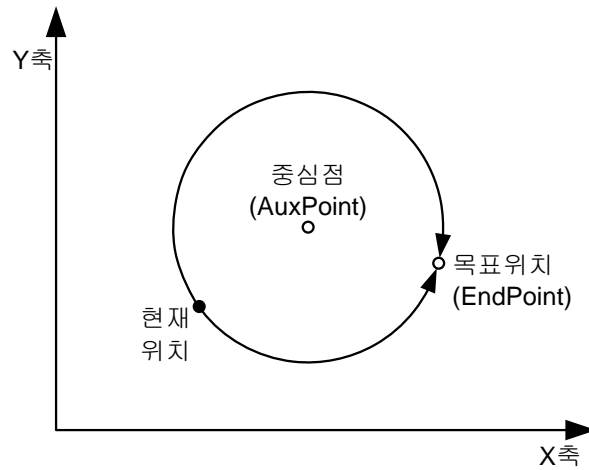 Y축
중심점
(AuxPoint)
목표위치
(EndPoint)
현재
위치
X축